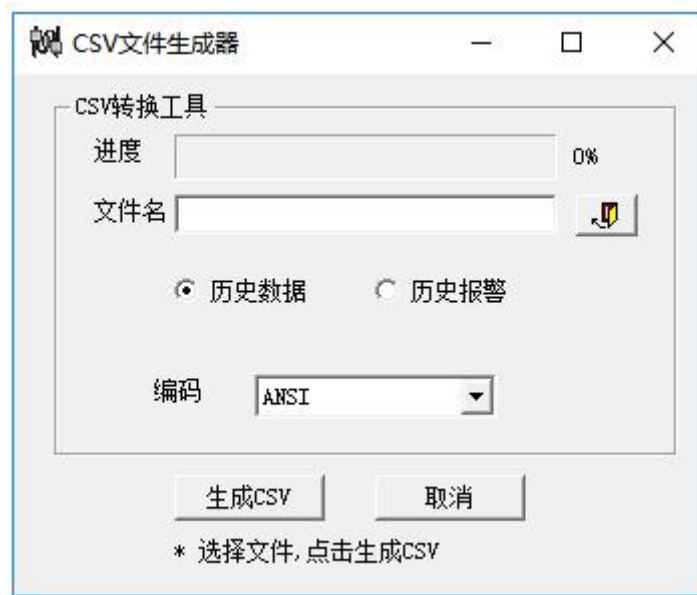 CSV文件生成器
CSV转换工具
进度 0%
文件名
历史数据 历史报警
编码 ANSI
生成CSV 取消
* 选择文件,点击生成CSV